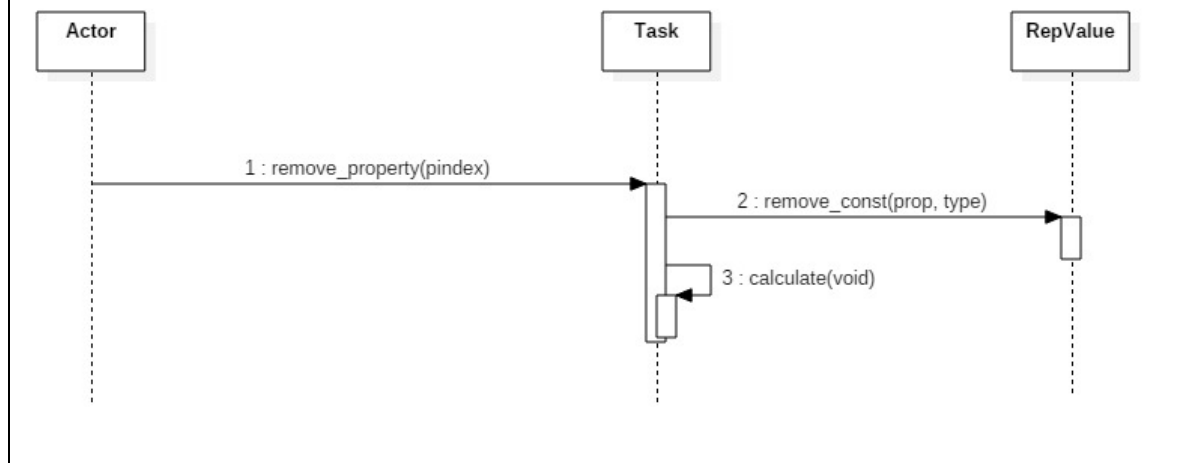 Actor
Task
RepValue
1 : remove_property(pindex)
2 : remove_const(prop, type)
3 : calculate(void)